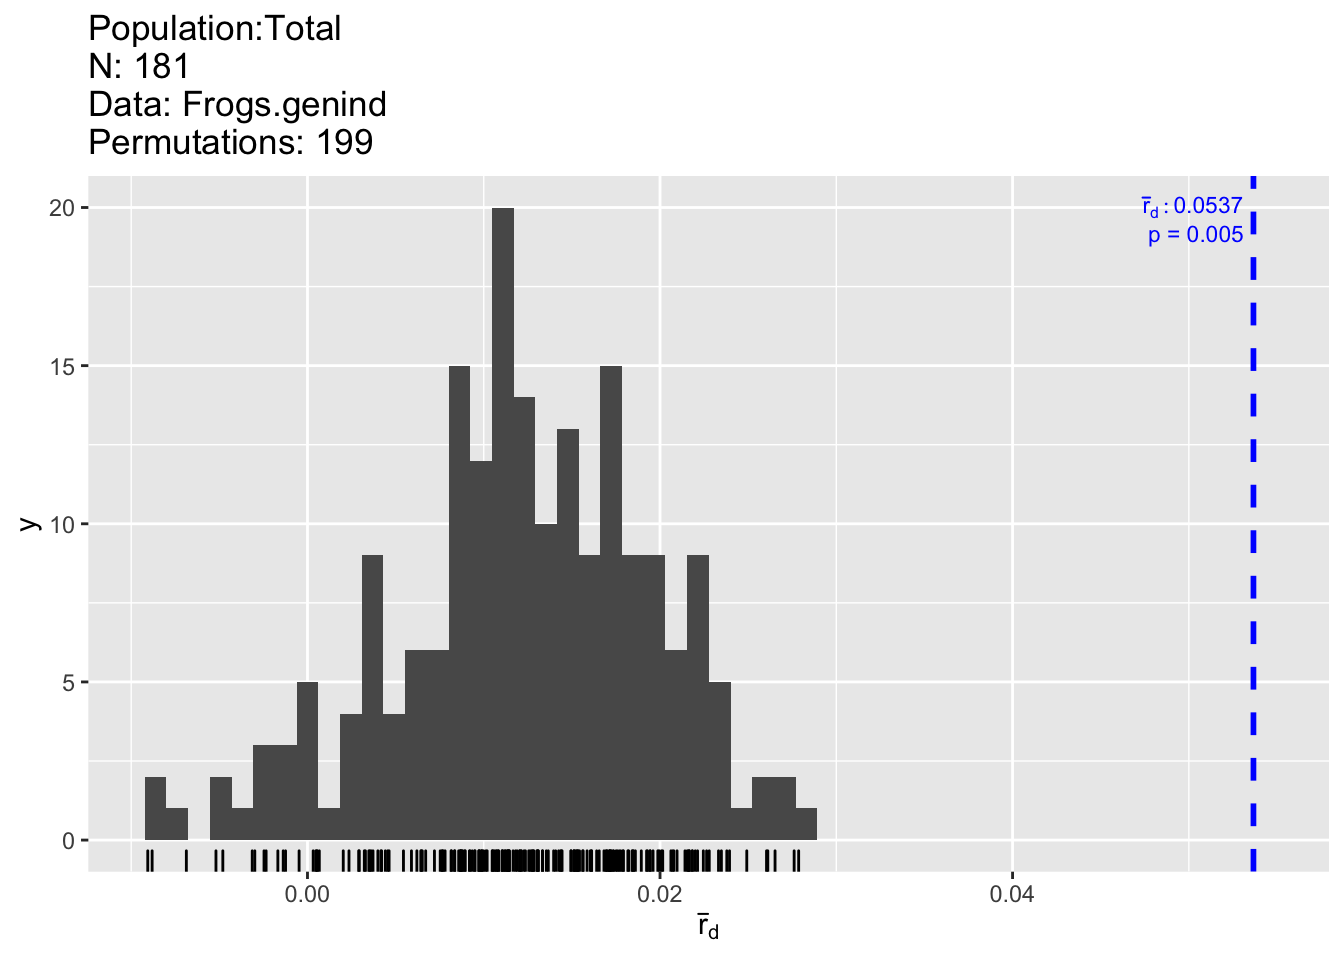 Population:Total
N: 181
Data: Frogs.genind
Permutations: 199
r̄d : 0.0537
p = 0.005
20
15
10
5
0
y
0.00 0.02 0.04
r̄d